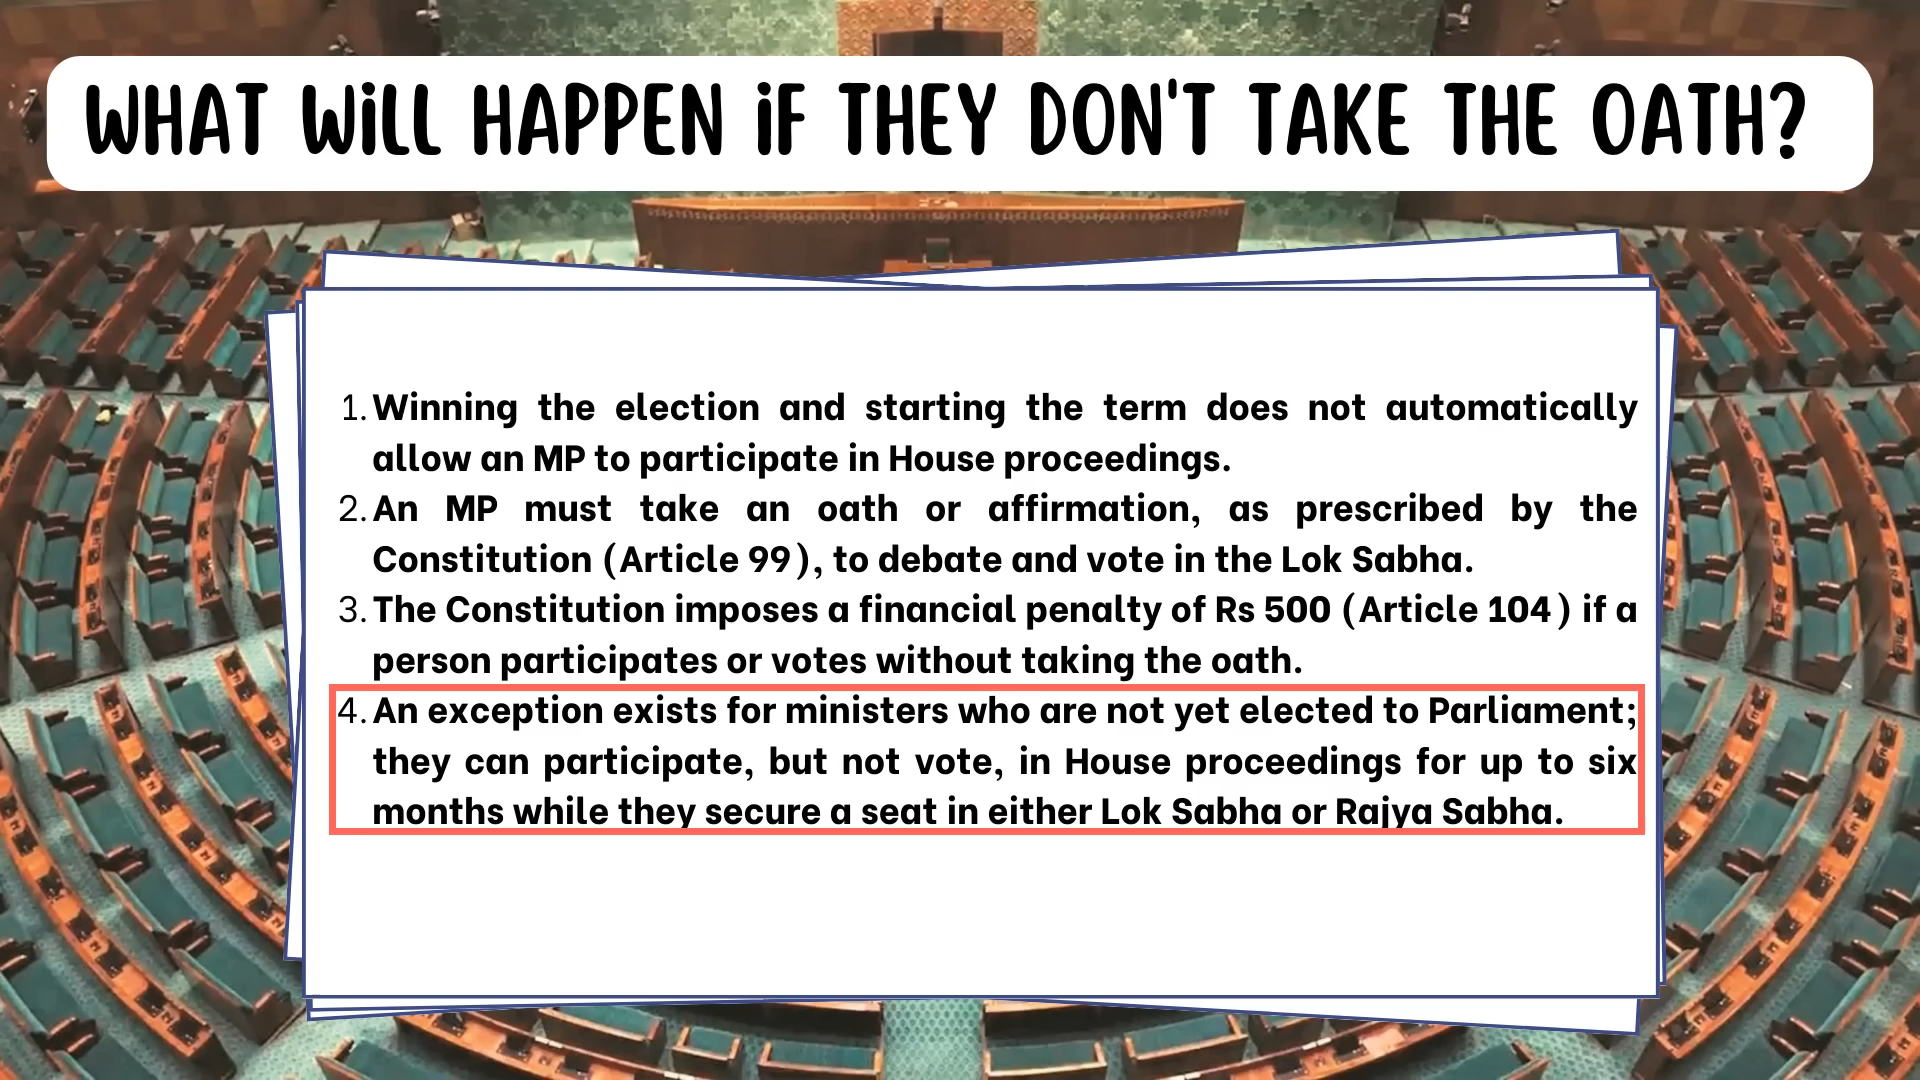 WHAT WiLL HAPPEN iF THEY DON'T TAKE THE OATH?
1. Winning the election and starting the term does not automatically
allow an MP to participate in House proceedings.
2. An MP must take an oath or affirmation, as prescribed by the
Constitution (Article 99), to debate and vote in the Lok Sabha.
3. The Constitution imposes a financial penalty of Rs 500 (Article 104) if a
person participates or votes without taking the oath.
4. An exception exists for ministers who are not yet elected to Parliament;
they can participate, but not vote, in House proceedings for up to six
months while they secure a seat in either Lok Sabha or Rajya Sabha.